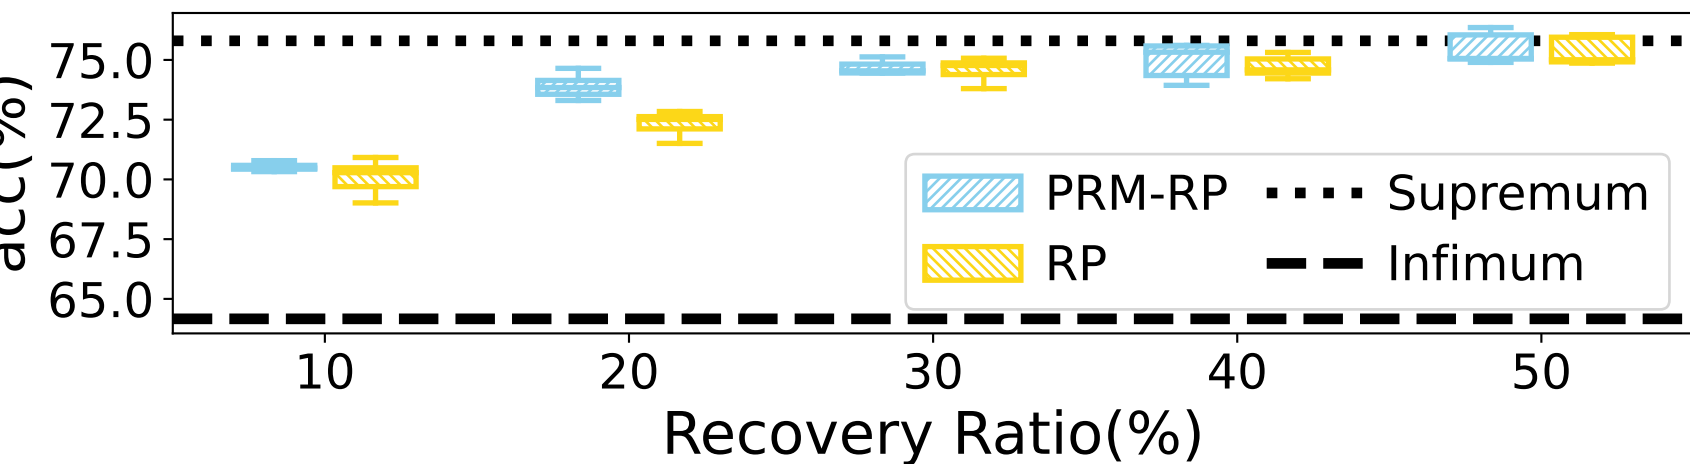 acc(%)
75.0
72.5
70.0
67.5
65.0
PRM-RP
RP
Supremum
Infimum
10 20 30 40 50
Recovery Ratio(%)